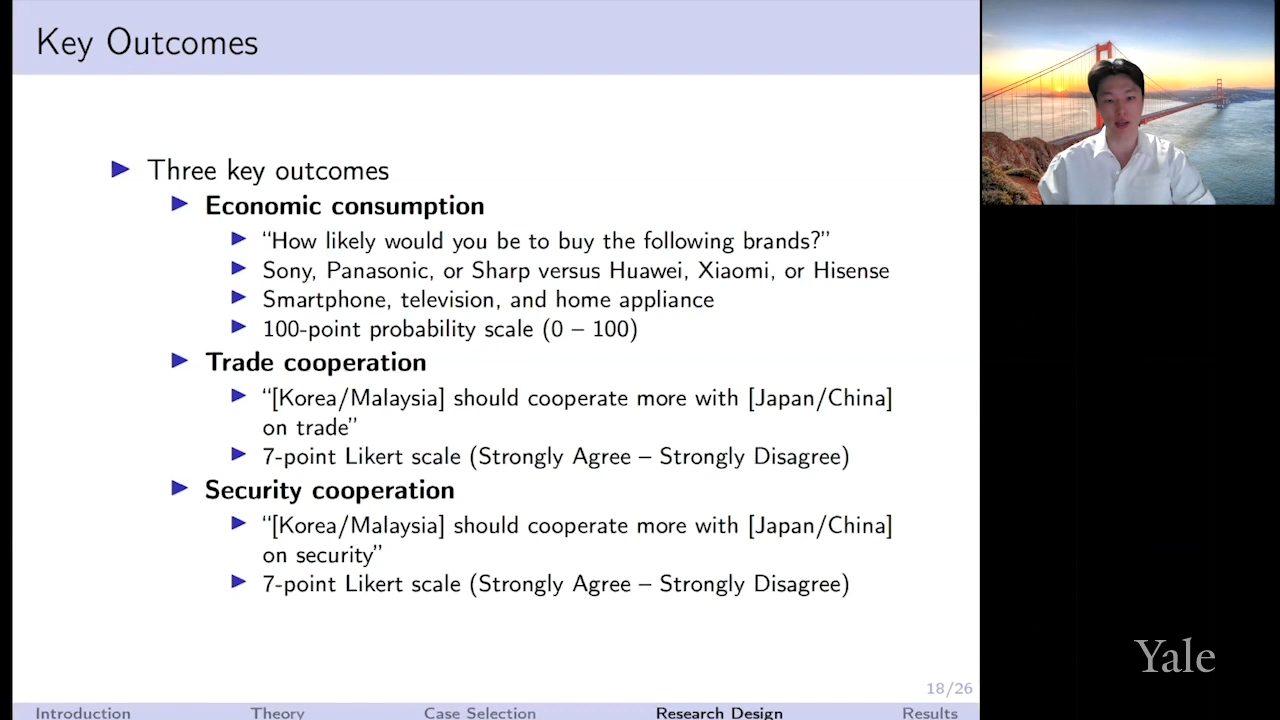 Key Outcomes
Three key outcomes
Economic consumption
“How likely would you be to buy the following brands?”
Sony, Panasonic, or Sharp versus Huawei, Xiaomi, or Hisense
Smartphone, television, and home appliance
100-point probability scale (0 – 100)
Trade cooperation
“[Korea/Malaysia] should cooperate more with [Japan/China]
on trade”
7-point Likert scale (Strongly Agree – Strongly Disagree)
Security cooperation
“[Korea/Malaysia] should cooperate more with [Japan/China]
on security”
7-point Likert scale (Strongly Agree – Strongly Disagree)
Yale
18/26
Introduction Theory Case Selection Research Design Results